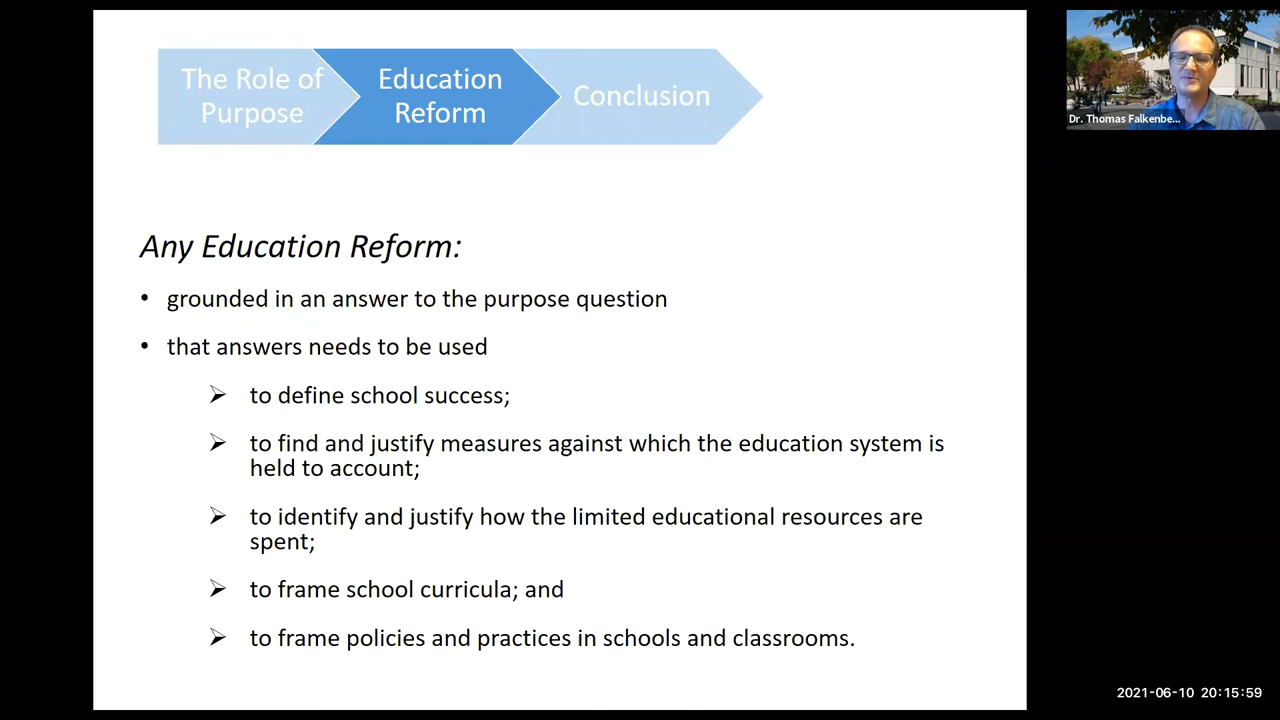 The Role of
Purpose
Education
Reform
Conclusion
Any Education Reform:
• grounded in an answer to the purpose question
• that answers needs to be used
➢ to define school success;
➢ to find and justify measures against which the education system is
held to account;
➢ to identify and justify how the limited educational resources are
spent;
➢ to frame school curricula; and
➢ to frame policies and practices in schools and classrooms.
Dr. Thomas Falkenbe...
2021-06-10 20:15:59